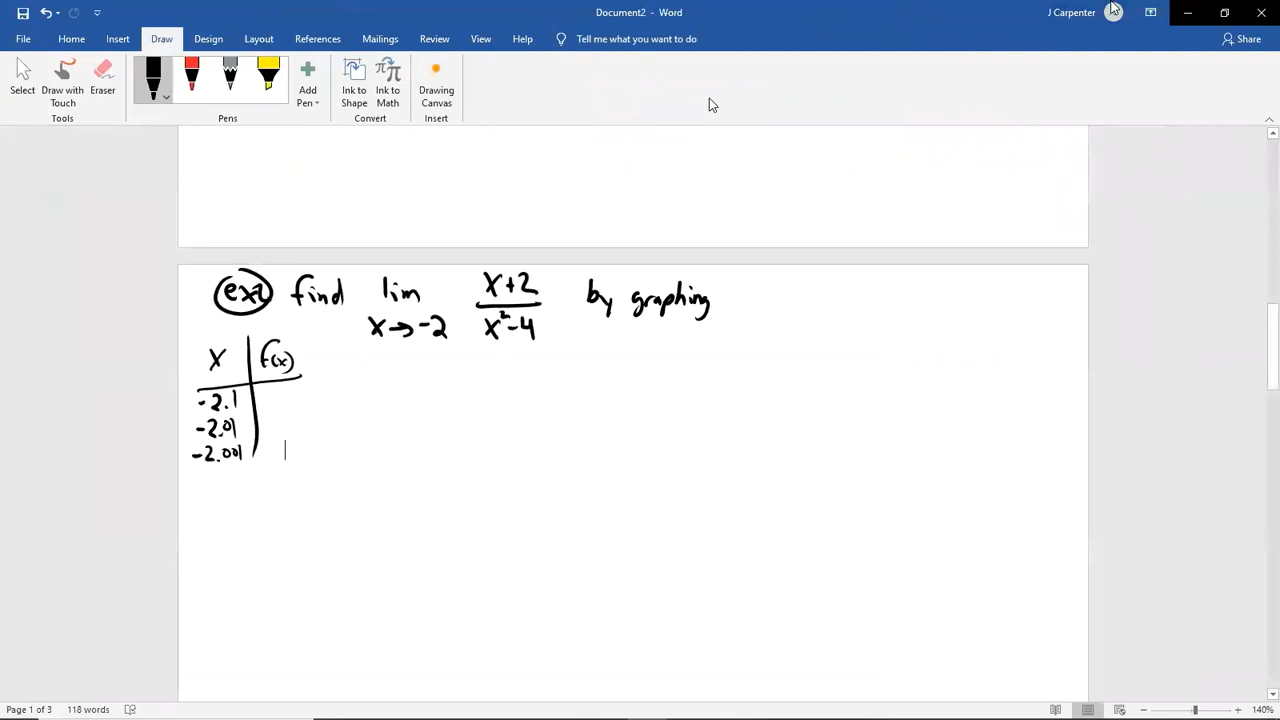 Document2 - Word
J Carpenter
File Home Insert Draw Design Layout References Mailings Review View Help Tell me what you want to do Share
Select Draw with Touch Eraser Add Pen Ink to Shape Ink to Math Drawing Canvas
Tools Pens Convert Insert
ex2 find lim x→-2 x+2 / x²-4 by graphing
x f(x)
-2.1
-2.01
-2.001
Page 1 of 3 118 words 140%